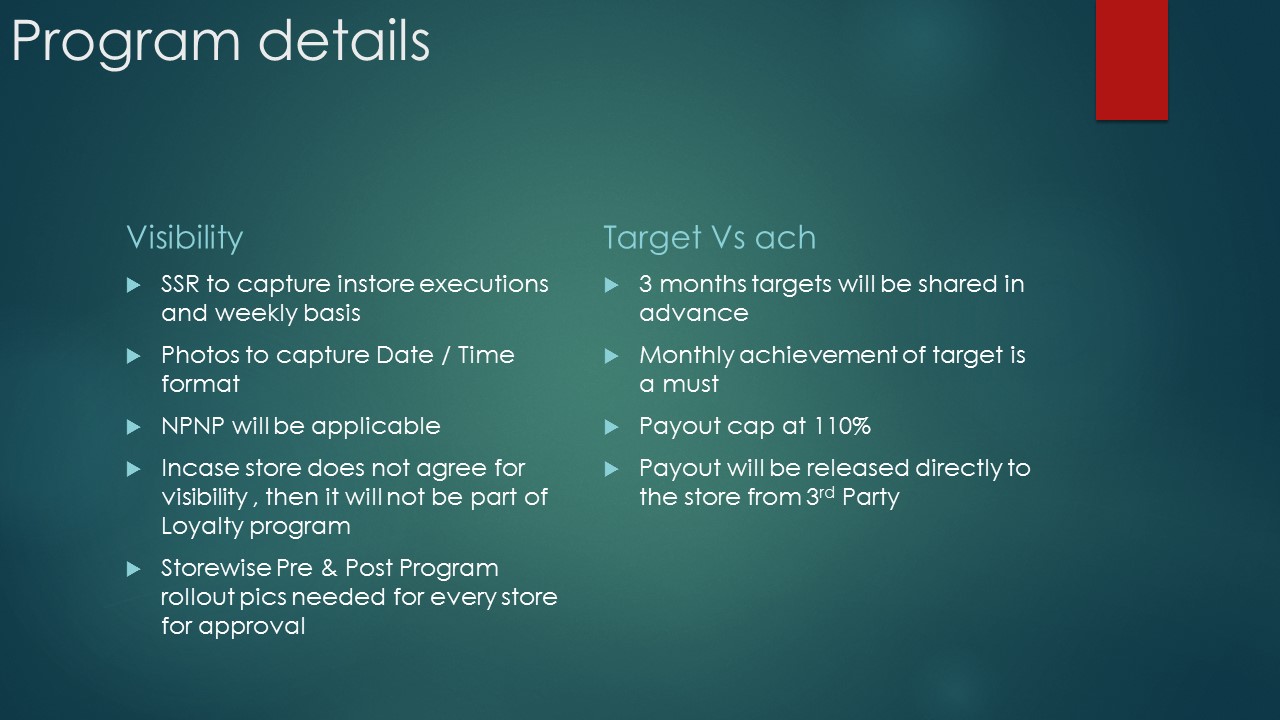 Program details
Visibility
SSR to capture instore executions
and weekly basis
Photos to capture Date / Time
format
NPNP will be applicable
Incase store does not agree for
visibility , then it will not be part of
Loyalty program
Storewise Pre & Post Program
rollout pics needed for every store
for approval
Target Vs ach
3 months targets will be shared in
advance
Monthly achievement of target is
a must
Payout cap at 110%
Payout will be released directly to
the store from 3rd Party